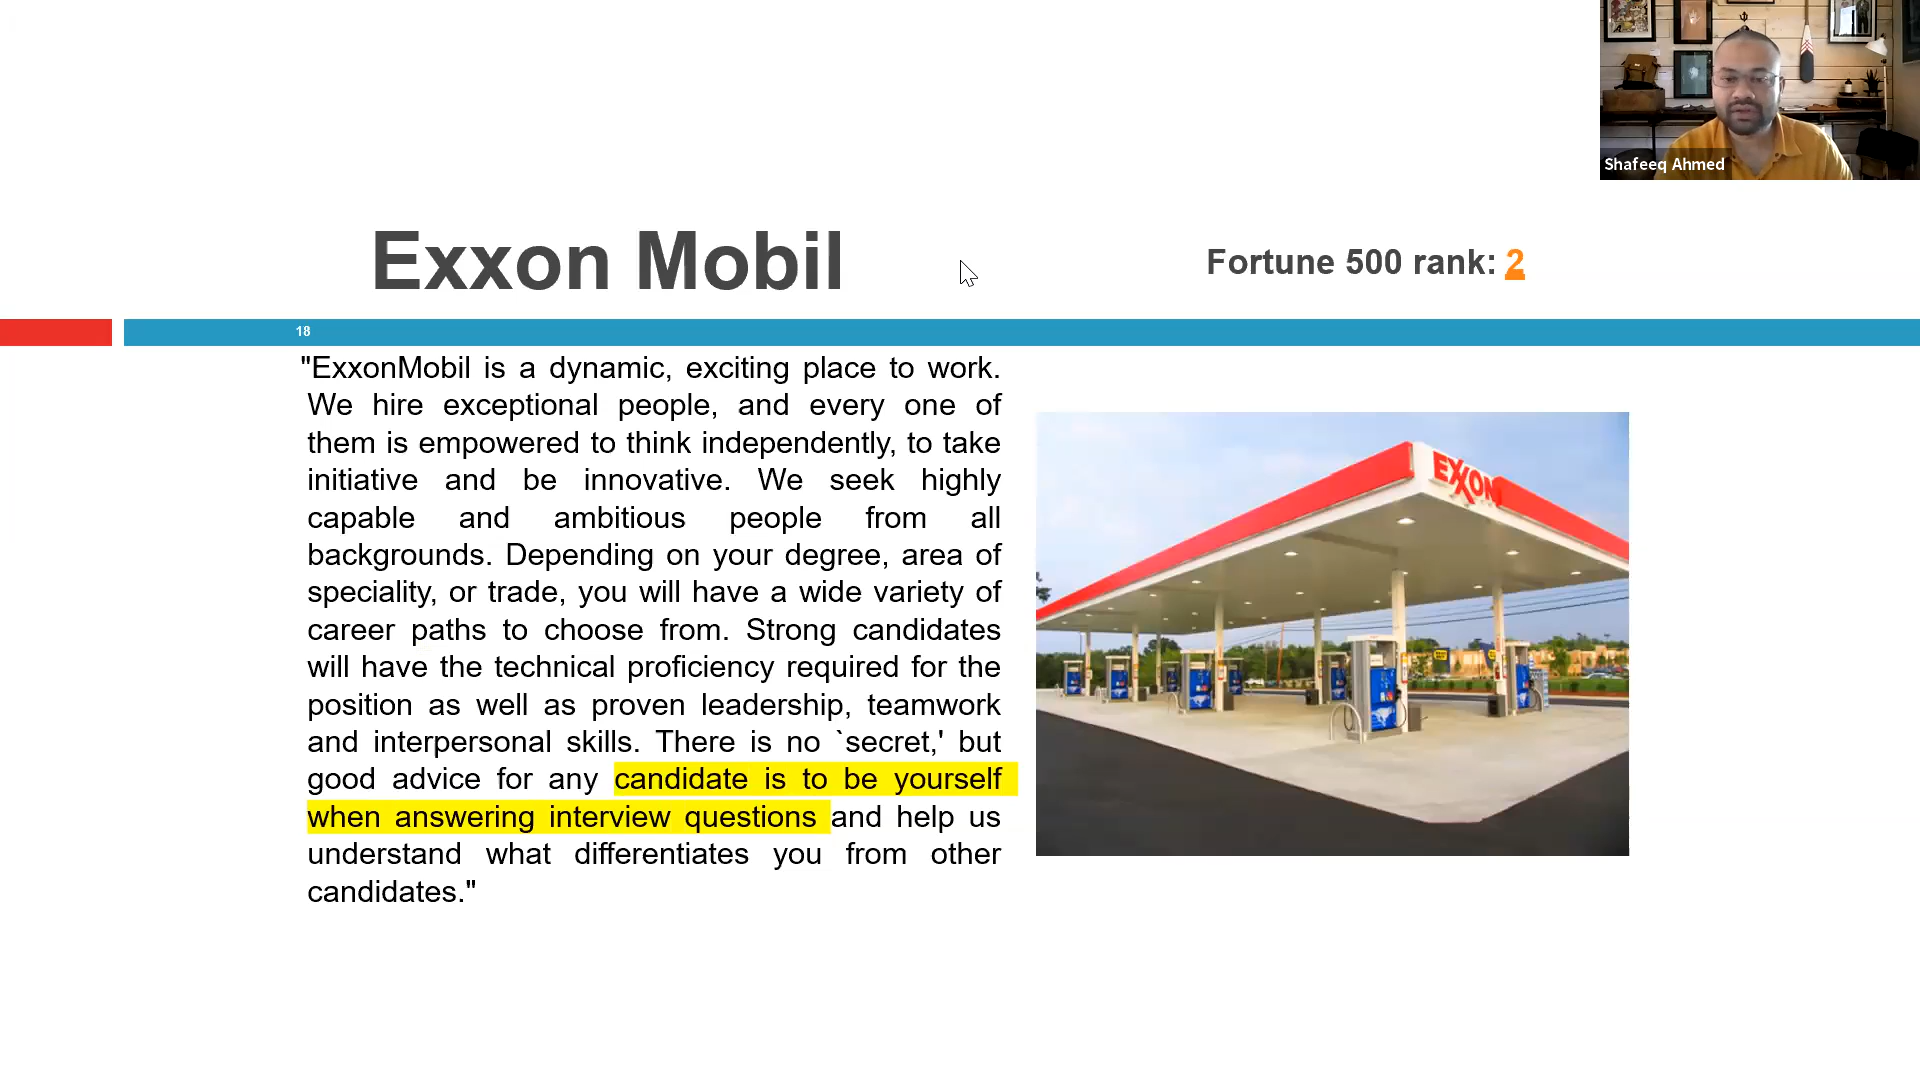 Shafeeq Ahmed
Exxon Mobil
Fortune 500 rank: 2
18
"ExxonMobil is a dynamic, exciting place to work.
We hire exceptional people, and every one of
them is empowered to think independently, to take
initiative and be innovative. We seek highly
capable and ambitious people from all
backgrounds. Depending on your degree, area of
speciality, or trade, you will have a wide variety of
career paths to choose from. Strong candidates
will have the technical proficiency required for the
position as well as proven leadership, teamwork
and interpersonal skills. There is no `secret,' but
good advice for any candidate is to be yourself
when answering interview questions and help us
understand what differentiates you from other
candidates."
EXXON